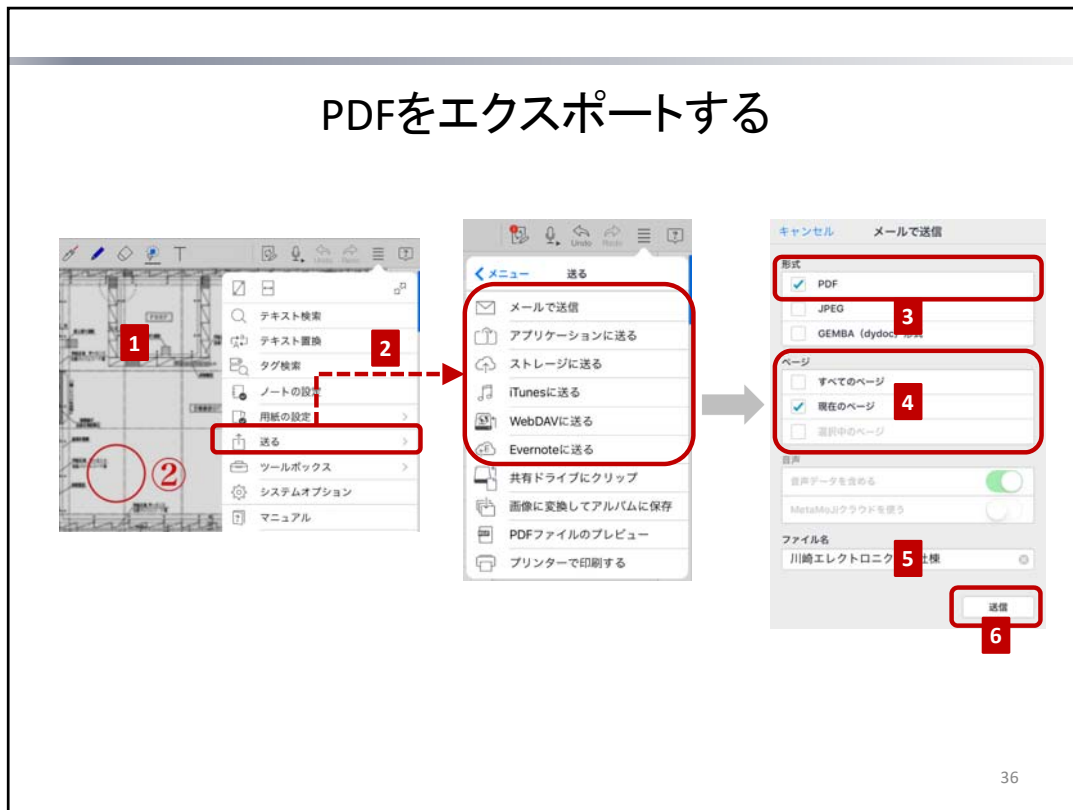 PDFをエクスポートする
1
2
②
テキスト検索
テキスト置換
タグ検索
ノートの設定
用紙の設定
送る
ツールボックス
システムオプション
マニュアル
Undo Redo
メニュー 送る
メールで送信
アプリケーションに送る
ストレージに送る
iTunesに送る
WebDAVに送る
Evernoteに送る
共有ドライブにクリップ
画像に変換してアルバムに保存
PDFファイルのプレビュー
プリンターで印刷する
キャンセル メールで送信
形式
PDF
JPEG
3
GEMBA (dydoc)
ページ
すべてのページ
現在のページ
4
選択中のページ
音声
音声データを含める
MetaMoJiクラウドを使う
ファイル名
川崎エレクトロニク 5 社棟
送信
6
36